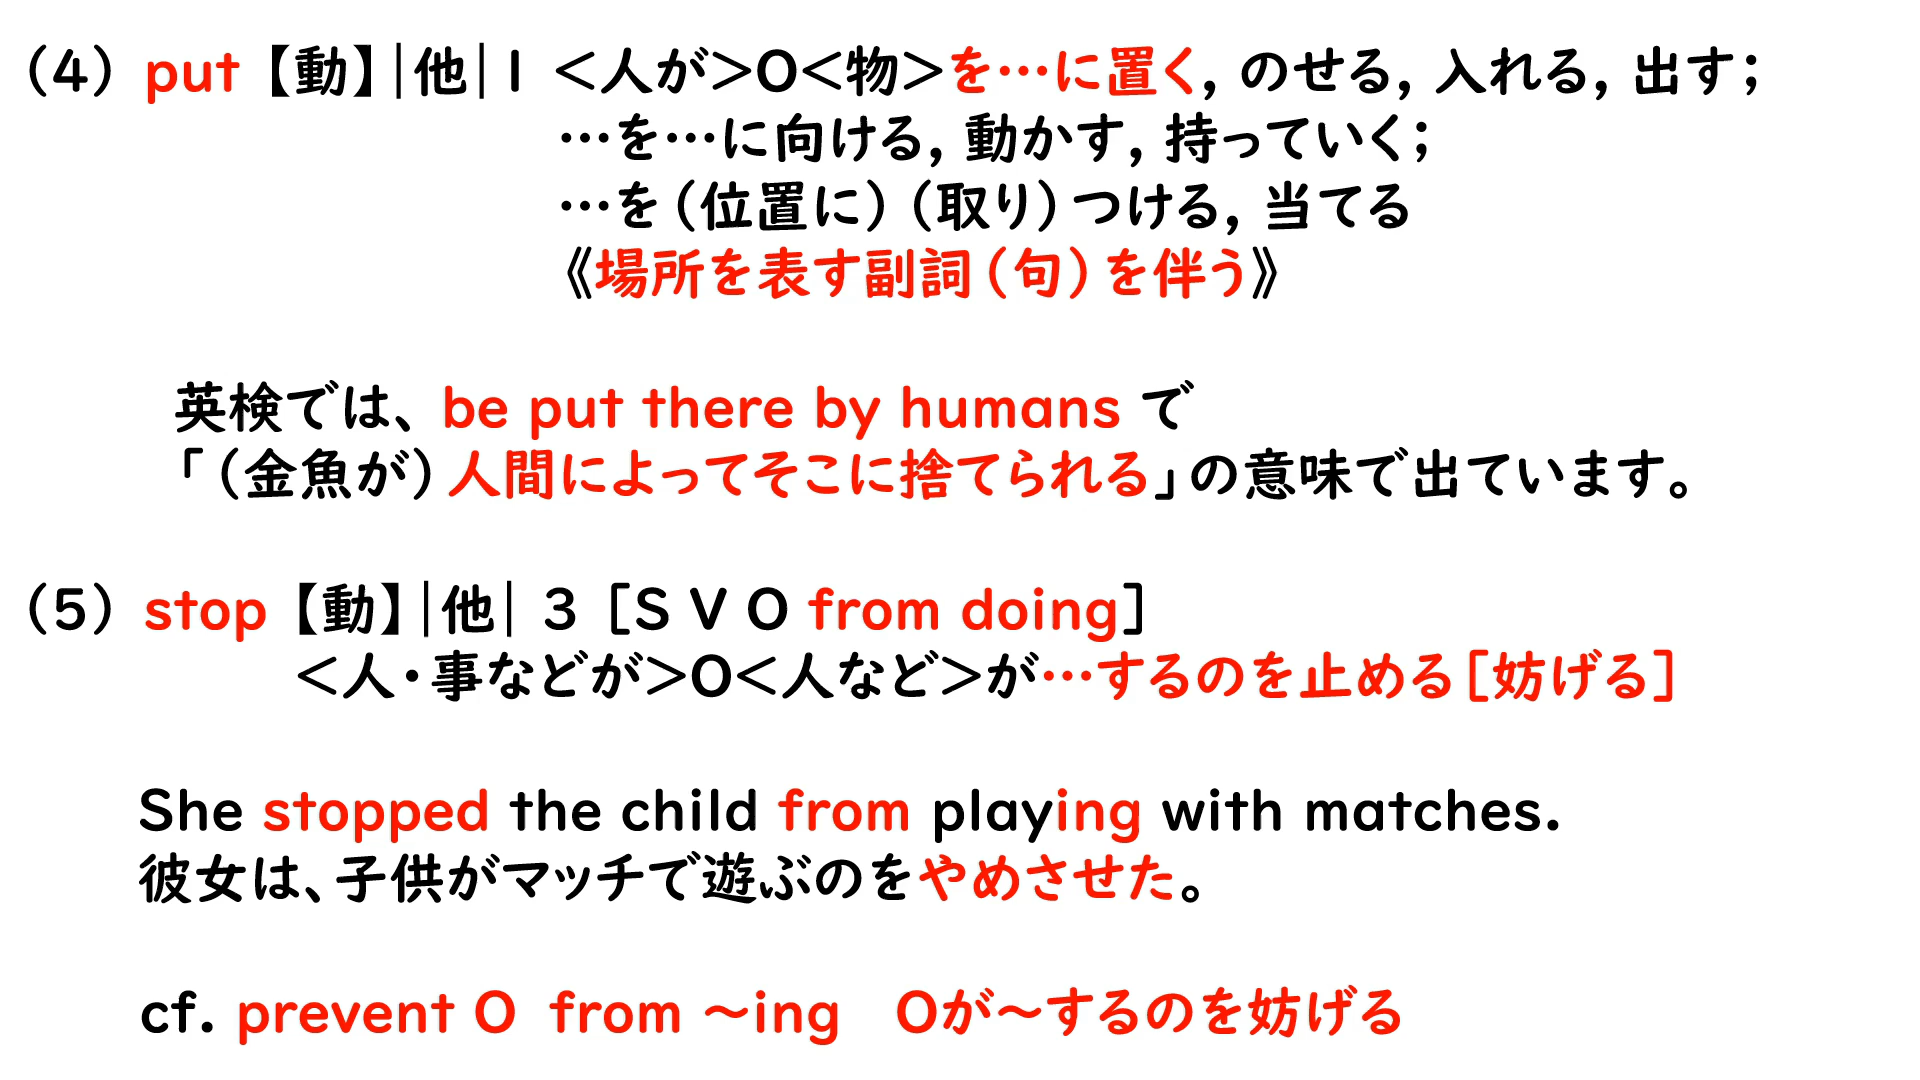 (4) put 【動】|他|1 <人が>O<物>を…に置く, のせる, 入れる, 出す;
…を…に向ける, 動かす, 持っていく;
…を(位置に)(取り)つける, 当てる
《場所を表す副詞(句)を伴う》
英検では、be put there by humans で
「(金魚が)人間によってそこに捨てられる」の意味で出ています。
(5) stop 【動】|他| 3 [S V O from doing]
<人・事などが>O<人など>が…するのを止める[妨げる]
She stopped the child from playing with matches.
彼女は、子供がマッチで遊ぶのをやめさせた。
cf. prevent O from ～ing Oが～するのを妨げる